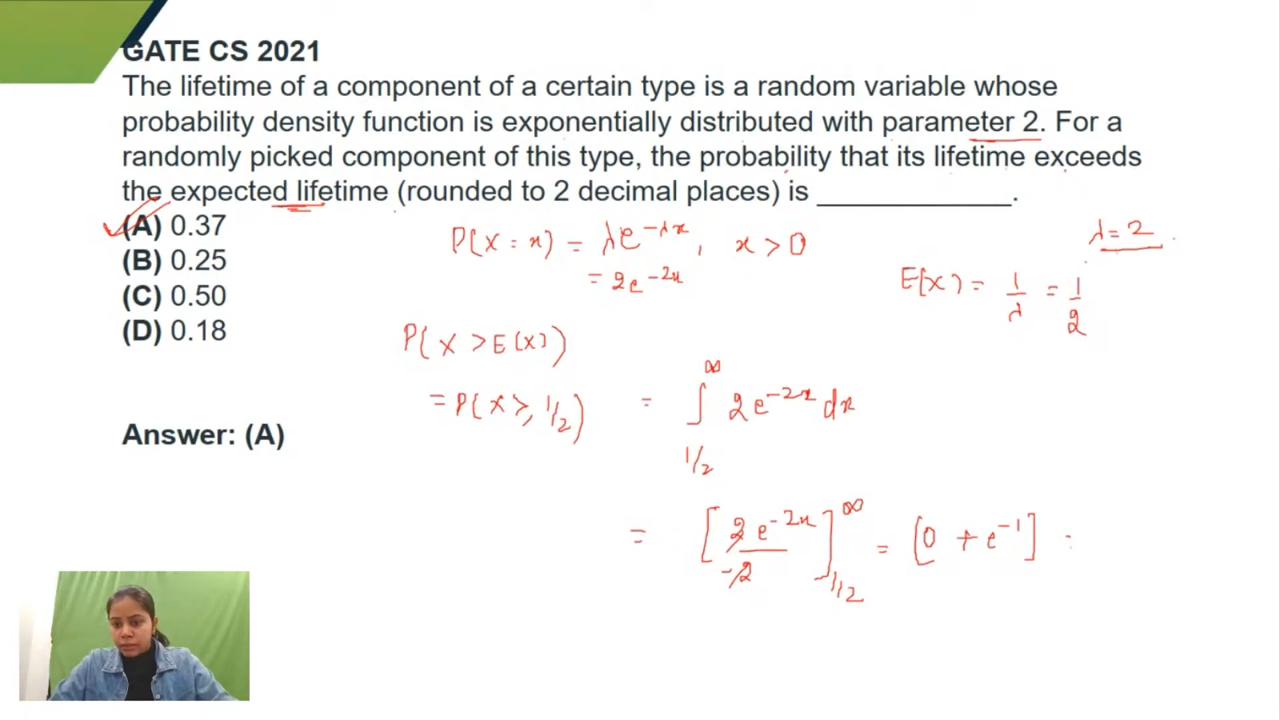 GATE CS 2021
The lifetime of a component of a certain type is a random variable whose
probability density function is exponentially distributed with parameter 2. For a
randomly picked component of this type, the probability that its lifetime exceeds
the expected lifetime (rounded to 2 decimal places) is ____________.
(A) 0.37
(B) 0.25
(C) 0.50
(D) 0.18
P(X = x) = λe^-λx, x > 0
= 2e^-2x
λ = 2
E(X) = 1/λ = 1/2
P(X > E(X))
= P(X >, 1/2) = ∫_1/2^∞ 2e^-2x dx
Answer: (A)
= [2e^-2x/-2]_1/2^∞ = [0 + e^-1] =